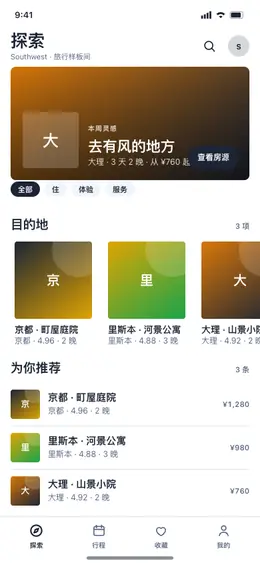 9:41
探索
S
Southwest · 旅行样板间
大
本周灵感
去有风的地方
大理 · 3 天 2 晚 · 从 ¥760 起
查看房源
全部
住
体验
服务
目的地
3 项
京
里
大
京都 · 町屋庭院
京都 · 4.96 · 2 晚
里斯本 · 河景公寓
里斯本 · 4.88 · 3 晚
大理 · 山景小院
大理 · 4.92 · 2 晚
为你推荐
3 条
京
京都 · 町屋庭院
京都 · 4.96 · 2 晚
¥1,280
里
里斯本 · 河景公寓
里斯本 · 4.88 · 3 晚
¥980
大
大理 · 山景小院
大理 · 4.92 · 2 晚
¥760
探索
行程
收藏
我的